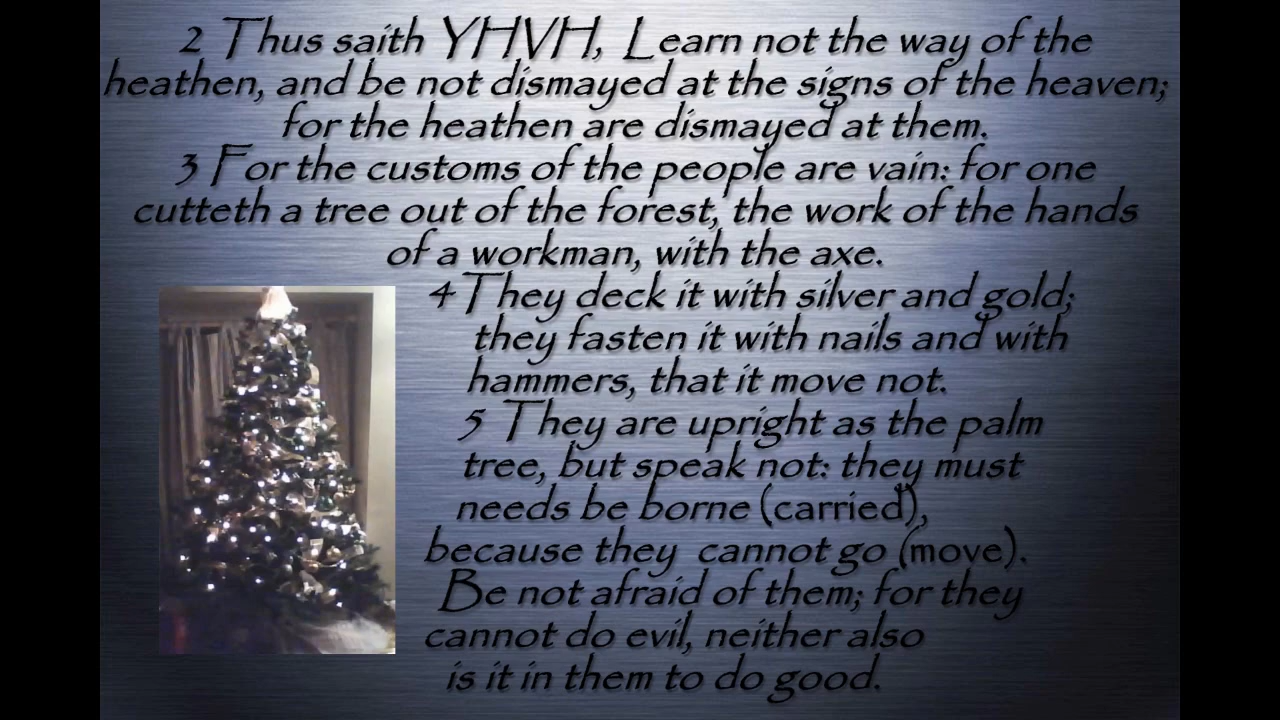 2 Thus saith YHVH, Learn not the way of the
heathen, and be not dismayed at the signs of the heaven;
for the heathen are dismayed at them.
3 For the customs of the people are vain: for one
cutteth a tree out of the forest, the work of the hands
of a workman, with the axe.
4 They deck it with silver and gold;
they fasten it with nails and with
hammers, that it move not.
5 They are upright as the palm
tree, but speak not: they must
needs be borne (carried),
because they cannot go (move).
Be not afraid of them; for they
cannot do evil, neither also
is it in them to do good.